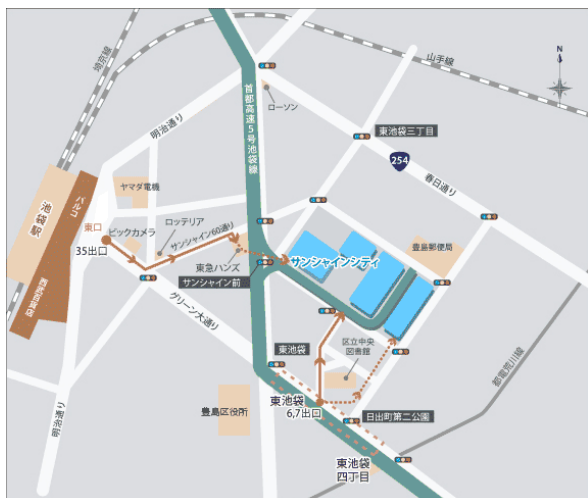 埼京線
山手線
N
首都高速5号池袋線
ローソン
明治通り
東池袋三丁目
254
春日通り
ヤマダ電機
池袋駅
パルコ
東口
ビックカメラ
ロッテリア
サンシャイン60通り
35出口
東急ハンズ
サンシャインシティ
豊島郵便局
サンシャイン前
西武百貨店
グリーン大通り
東池袋
区立中央
図書館
都電荒川線
東池袋
6,7出口
日出町第二公園
豊島区役所
明治通り
東池袋
四丁目